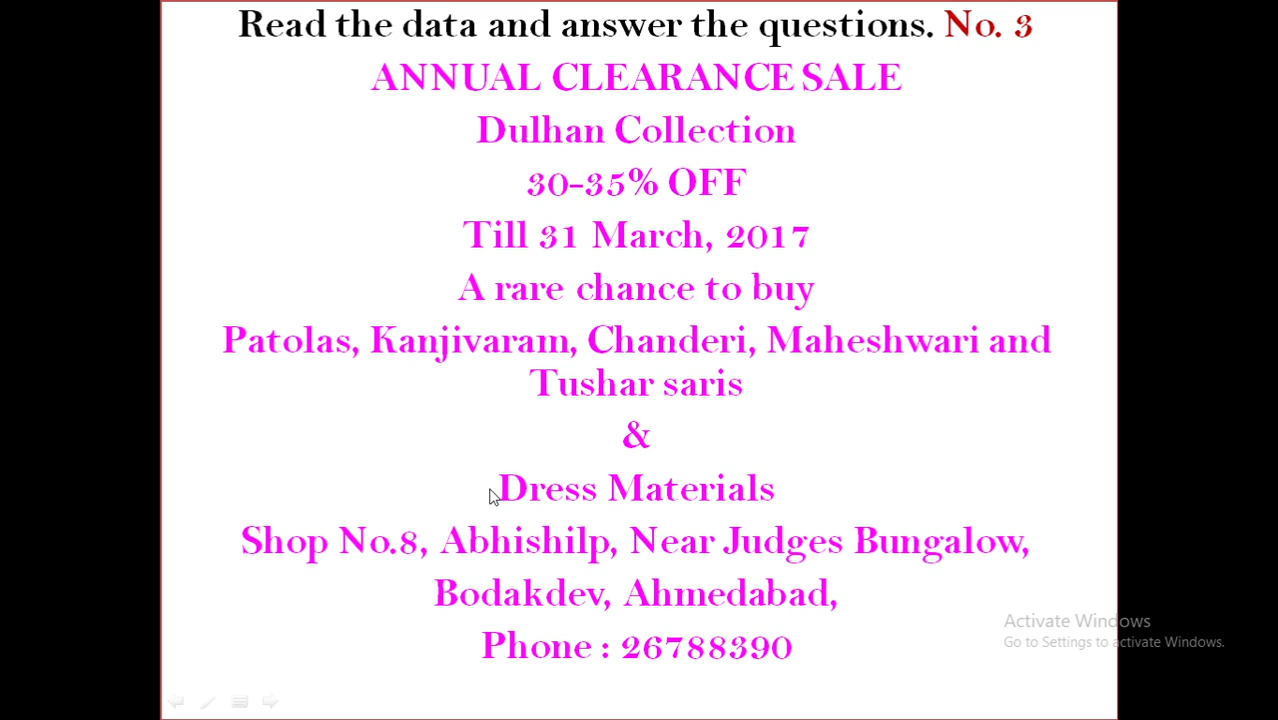 Read the data and answer the questions. No. 3
ANNUAL CLEARANCE SALE
Dulhan Collection
30-35% OFF
Till 31 March, 2017
A rare chance to buy
Patolas, Kanjivaram, Chanderi, Maheshwari and
Tushar saris
&
Dress Materials
Shop No.8, Abhishilp, Near Judges Bungalow,
Bodakdev, Ahmedabad,
Phone : 26788390
Activate Windows
Go to Settings to activate Windows.